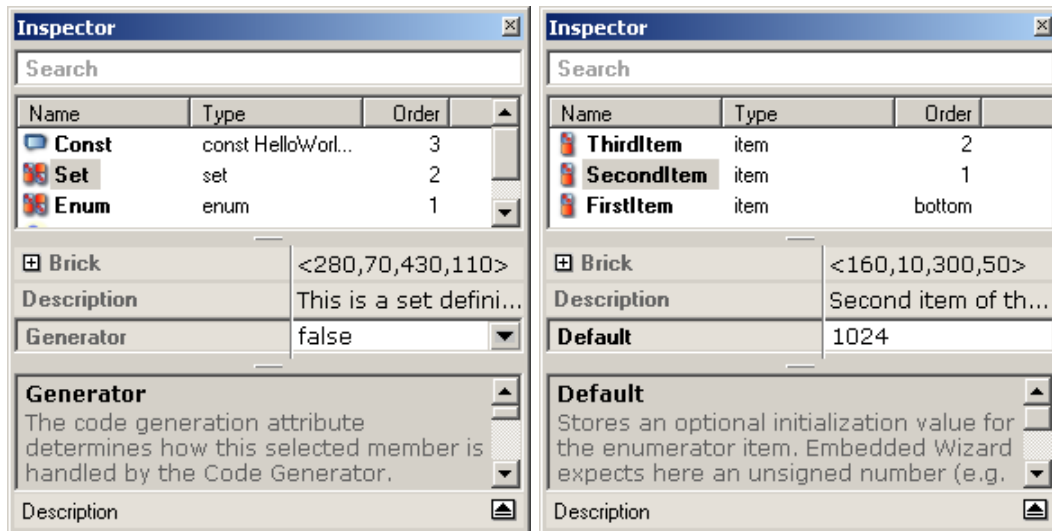 Inspector
Search
Name Type Order
Const const HelloWorl... 3
Set set 2
Enum enum 1
Brick <280,70,430,110>
Description This is a set defini...
Generator false
Generator
The code generation attribute
determines how this selected member is
handled by the Code Generator.
Description
Inspector
Search
Name Type Order
ThirdItem item 2
SecondItem item 1
FirstItem item bottom
Brick <160,10,300,50>
Description Second item of th...
Default 1024
Default
Stores an optional initialization value for
the enumerator item. Embedded Wizard
expects here an unsigned number (e.g.
Description